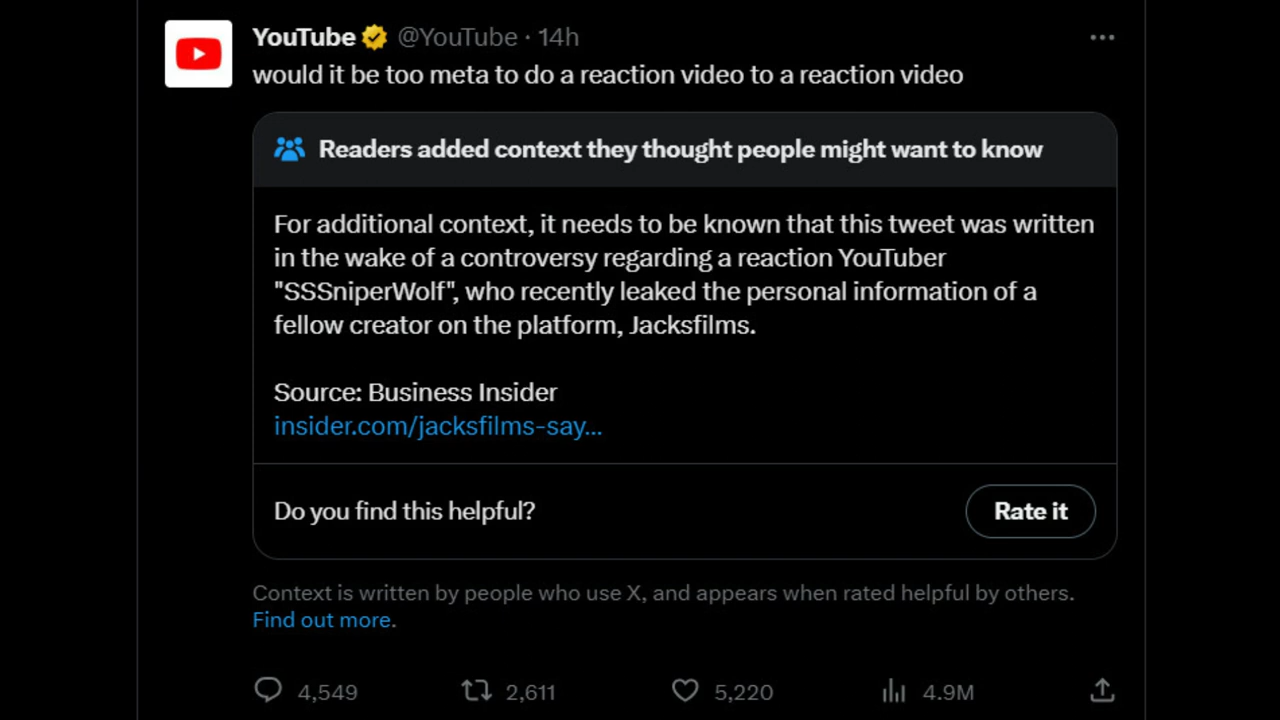 YouTube @YouTube · 14h
would it be too meta to do a reaction video to a reaction video
Readers added context they thought people might want to know
For additional context, it needs to be known that this tweet was written
in the wake of a controversy regarding a reaction YouTuber
"SSSniperWolf", who recently leaked the personal information of a
fellow creator on the platform, Jacksfilms.
Source: Business Insider
insider.com/jacksfilms-say...
Do you find this helpful?
Rate it
Context is written by people who use X, and appears when rated helpful by others.
Find out more.
4,549 2,611 5,220 4.9M